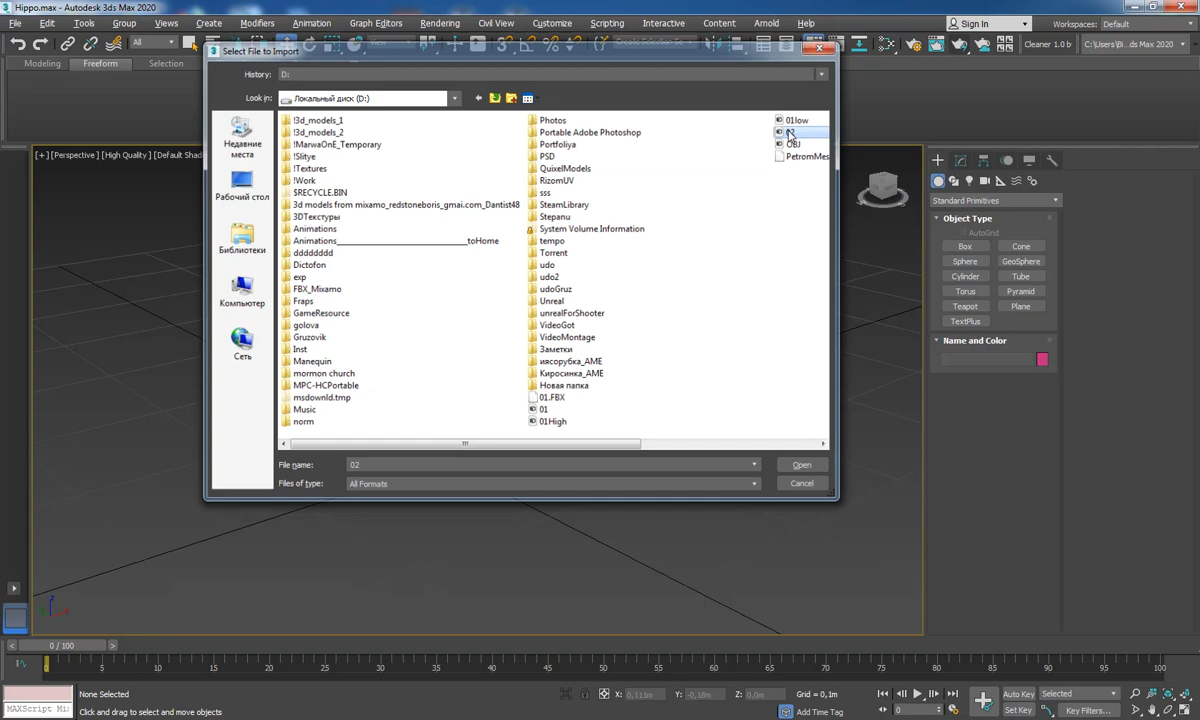 Hippo.max - Autodesk 3ds Max 2020
File Edit Tools Group Views Create Modifiers Animation Graph Editors Rendering Civil View Customize Scripting Interactive Content Arnold Help Sign In Workspaces: Default
All View Cleaner 1.0 b C:\Users\Bi...ds Max 2020
Select File to Import
Modeling Freeform Selection
History: D:
Look in: Локальный диск (D:)
[+] [Perspective] [High Quality] [Default Shad
Недавние места
Рабочий стол
Библиотеки
Компьютер
Сеть
!3d_models_1
!3d_models_2
!MarwaOnE_Temporary
!Slitye
!Textures
!Work
$RECYCLE.BIN
3d models from mixamo_redstoneboris_gmai.com_Dantist48
3DТекстуры
Animations
Animations________________________________toHome
dddddddd
Dictofon
exp
FBX_Mixamo
Fraps
GameResource
golova
Gruzovik
Inst
Manequin
mormon church
MPC-HCPortable
msdownld.tmp
Music
norm
Photos
Portable Adobe Photoshop
Portfoliya
PSD
QuixelModels
RizomUV
sss
SteamLibrary
Stepanu
System Volume Information
tempo
Torrent
udo
udo2
udoGruz
Unreal
unrealForShooter
VideoGot
VideoMontage
Заметки
иясорубка_AME
Киросинка_AME
Новая папка
01.FBX
01
01High
01low
02
OBJ
PetromMes
File name: 02 Open
Files of type: All Formats Cancel
Standard Primitives
Object Type
AutoGrid
Box Cone
Sphere GeoSphere
Cylinder Tube
Torus Pyramid
Teapot Plane
TextPlus
Name and Color
0 / 100
0 5 10 15 20 25 30 35 40 45 50 55 60 65 70 75 80 85 90 95 100
None Selected X: 0,111m Y: -0,18m Z: 0,0m Grid = 0,1m Auto Key Selected
MAXScript Mi: Click and drag to select and move objects Add Time Tag 0 Set Key Key Filters...